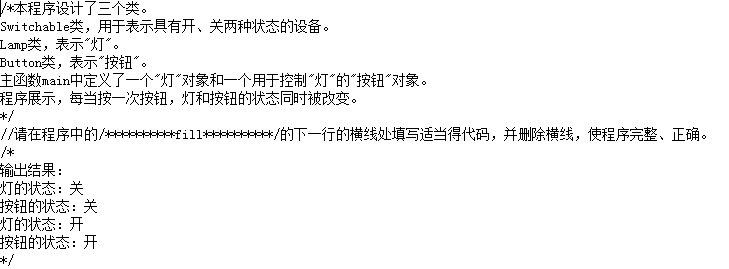 /*本程序设计了三个类。
Switchable类，用于表示具有开、关两种状态的设备。
Lamp类，表示"灯"。
Button类，表示"按钮"。
主函数main中定义了一个"灯"对象和一个用于控制"灯"的"按钮"对象。
程序展示，每当按一次按钮，灯和按钮的状态同时被改变。
*/
//请在程序中的/**********fill**********/的下一行的横线处填写适当得代码，并删除横线，使程序完整、正确。
/*
输出结果：
灯的状态：关
按钮的状态：关
灯的状态：开
按钮的状态：开
*/